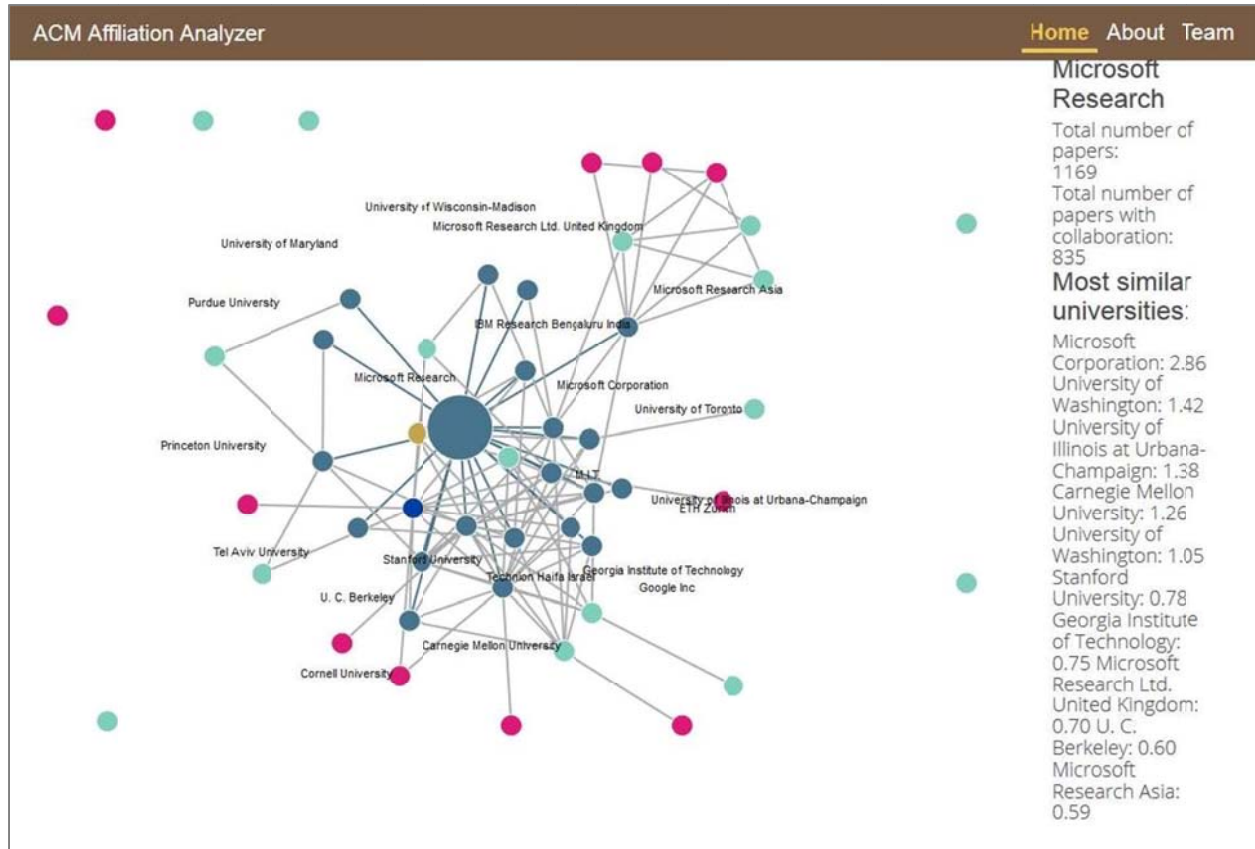 ACM Affiliation Analyzer
Home About Team
University of Wisconsin-Madison
Microsoft Research Ltd. United Kingdom
University of Maryland
Microsoft Research Asia
Purdue University
IBM Research Bengaluru India
Microsoft Research
Microsoft Corporation
University of Toronto
Princeton University
M.I.T.
University of Illinois at Urbana-Champaign
ETH Zurich
Tel Aviv University
Stanford University
Technion Haifa Israel
Georgia Institute of Technology
Google Inc
U. C. Berkeley
Carnegie Mellon University
Cornell University
Microsoft
Research
Total number of
papers:
1169
Total number of
papers with
collaboration:
835
Most similar
universities:
Microsoft
Corporation: 2.86
University of
Washington: 1.42
University of
Illinois at Urbana-
Champaign: 1.38
Carnegie Mellon
University: 1.26
University of
Washington: 1.05
Stanford
University: 0.78
Georgia Institute
of Technology:
0.75 Microsoft
Research Ltd.
United Kingdom:
0.70 U. C.
Berkeley: 0.60
Microsoft
Research Asia:
0.59